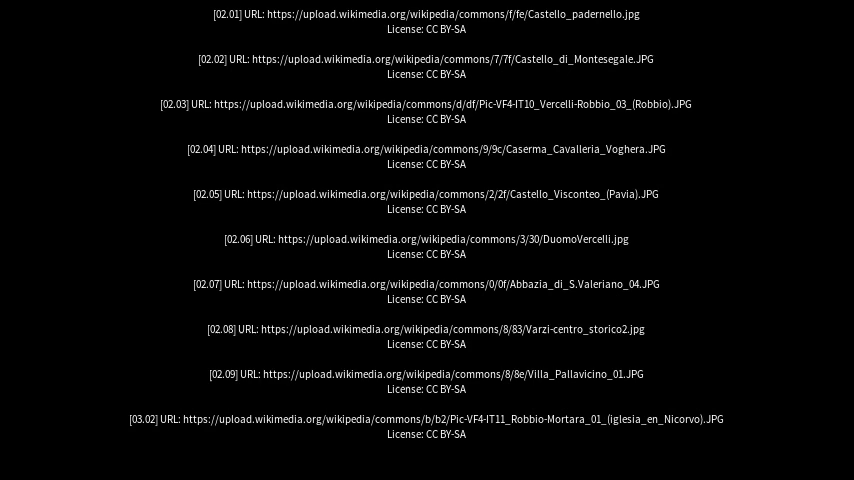 [02.01] URL: https://upload.wikimedia.org/wikipedia/commons/f/fe/Castello_padernello.jpg
License: CC BY-SA
[02.02] URL: https://upload.wikimedia.org/wikipedia/commons/7/7f/Castello_di_Montesegale.JPG
License: CC BY-SA
[02.03] URL: https://upload.wikimedia.org/wikipedia/commons/d/df/Pic-VF4-IT10_Vercelli-Robbio_03_(Robbio).JPG
License: CC BY-SA
[02.04] URL: https://upload.wikimedia.org/wikipedia/commons/9/9c/Caserma_Cavalleria_Voghera.JPG
License: CC BY-SA
[02.05] URL: https://upload.wikimedia.org/wikipedia/commons/2/2f/Castello_Visconteo_(Pavia).JPG
License: CC BY-SA
[02.06] URL: https://upload.wikimedia.org/wikipedia/commons/3/30/DuomoVercelli.jpg
License: CC BY-SA
[02.07] URL: https://upload.wikimedia.org/wikipedia/commons/0/0f/Abbazia_di_S.Valeriano_04.JPG
License: CC BY-SA
[02.08] URL: https://upload.wikimedia.org/wikipedia/commons/8/83/Varzi-centro_storico2.jpg
License: CC BY-SA
[02.09] URL: https://upload.wikimedia.org/wikipedia/commons/8/8e/Villa_Pallavicino_01.JPG
License: CC BY-SA
[03.02] URL: https://upload.wikimedia.org/wikipedia/commons/b/b2/Pic-VF4-IT11_Robbio-Mortara_01_(iglesia_en_Nicorvo).JPG
License: CC BY-SA